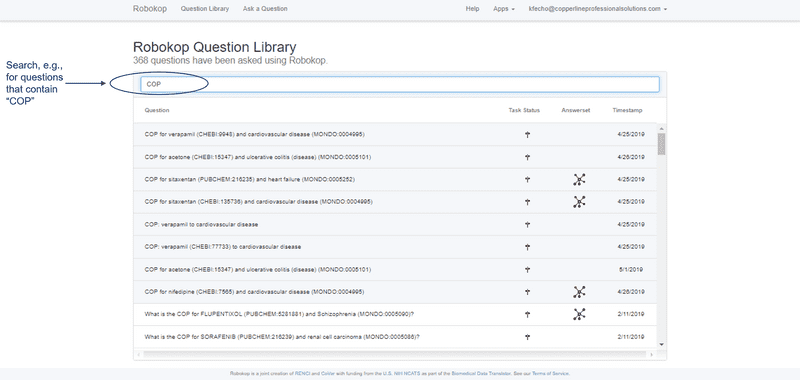 Robokop Question Library Ask a Question Help Apps kfecho@copperlineprofessionalsolutions.com
Robokop Question Library
368 questions have been asked using Robokop.
Search, e.g.,
for questions
that contain
“COP”
COP
Question Task Status Answerset Timestamp
COP for verapamil (CHEBI:9948) and cardiovascular disease (MONDO:0004995) 4/25/2019
COP for acetone (CHEBI:15347) and ulcerative colitis (disease) (MONDO:0005101) 4/26/2019
COP for sitaxentan (PUBCHEM:216235) and heart failure (MONDO:0005252) 4/25/2019
COP for sitaxentan (CHEBI:135736) and cardiovascular disease (MONDO:0004995) 4/25/2019
COP: verapamil to cardiovascular disease 4/25/2019
COP: verapamil (CHEBI:77733) to cardiovascular disease 4/25/2019
COP for acetone (CHEBI:15347) and ulcerative colitis (disease) (MONDO:0005101) 5/1/2019
COP for nifedipine (CHEBI:7565) and cardiovascular disease (MONDO:0004995) 4/26/2019
What is the COP for FLUPENTIXOL (PUBCHEM:5281881) and Schizophrenia (MONDO:0005090)? 2/11/2019
What is the COP for SORAFENIB (PUBCHEM:216239) and renal cell carcinoma (MONDO:0005086)? 2/11/2019
Robokop is a joint creation of RENCI and CoVar with funding from the U.S. NIH NCATS as part of the Biomedical Data Translator. See our Terms of Service.